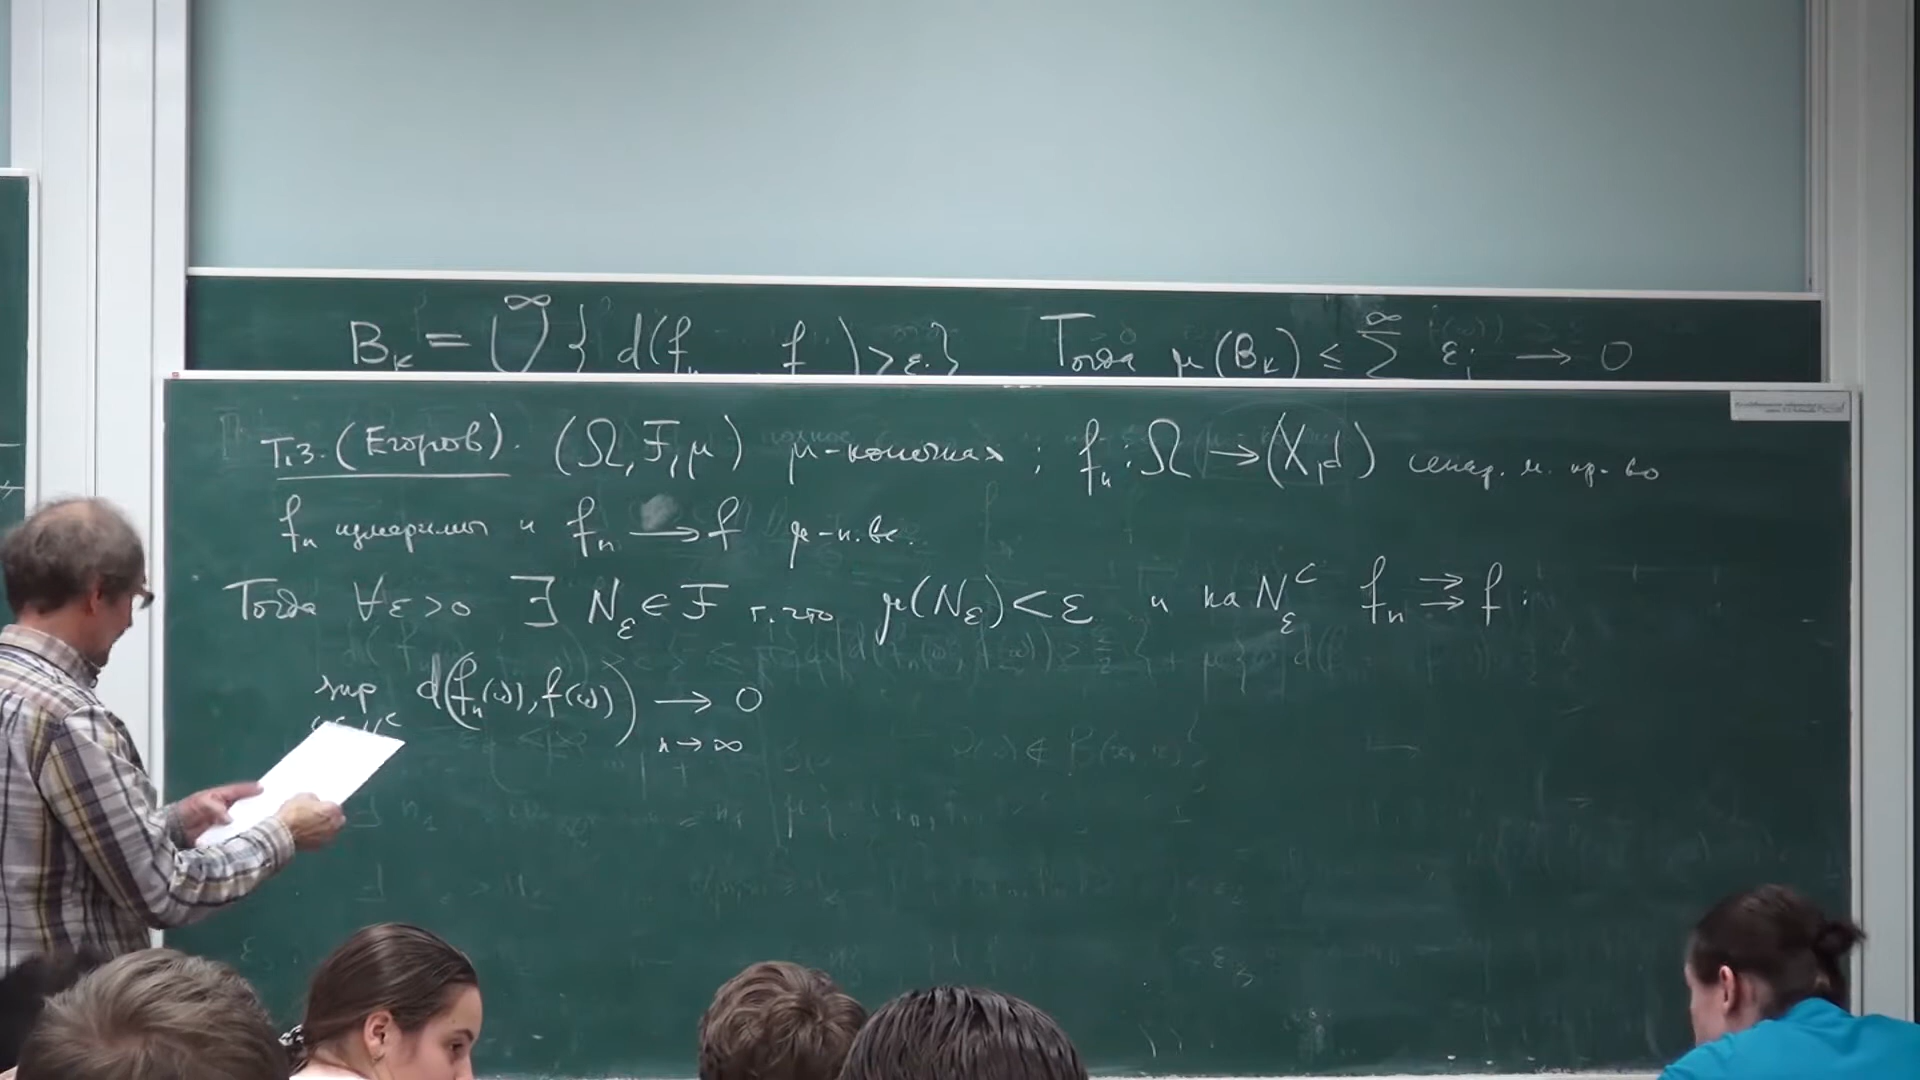 B_k = ∪^∞ { d(f_n , f ) > ε. } Тогда μ(B_k) ≤ ∑^∞ ε_j → 0
Т.3. (Егоров). (Ω, F, μ) μ-конечная ; f_n : Ω → (X, d) сепар. м. пр-во
f_n измеримы и f_n → f μ-п.вс.
Тогда ∀ε>0 ∃ N_ε ∈ F т.что μ(N_ε) < ε и на N_ε^c f_n ⇉ f :
sup d(f_n(ω), f(ω)) → 0
n→∞